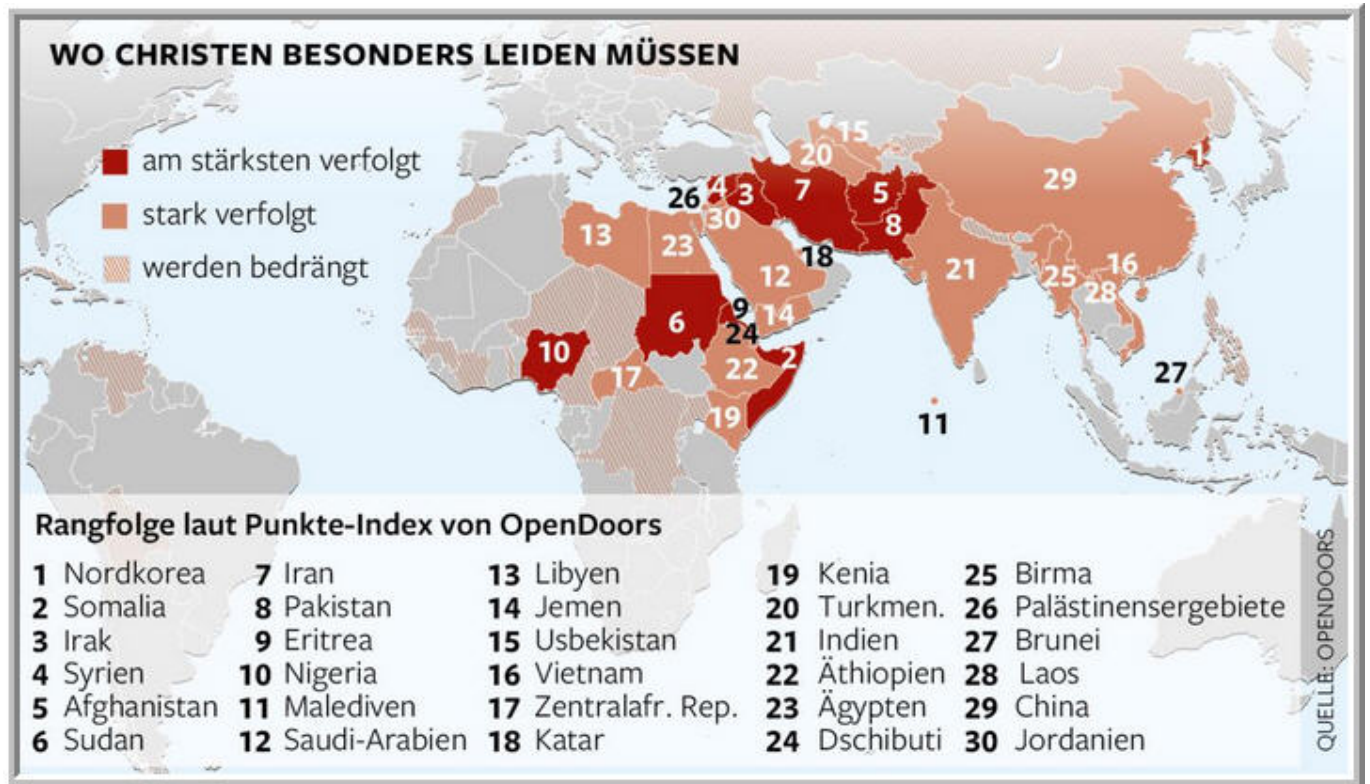 WO CHRISTEN BESONDERS LEIDEN MÜSSEN
am stärksten verfolgt
stark verfolgt
werden bedrängt
15
20
1
29
26
4
3
7
5
8
30
13
23
18
21
16
12
25
28
9
6
14
24
10
2
17
22
27
19
11
Rangfolge laut Punkte-Index von OpenDoors
1 Nordkorea
2 Somalia
3 Irak
4 Syrien
5 Afghanistan
6 Sudan
7 Iran
8 Pakistan
9 Eritrea
10 Nigeria
11 Malediven
12 Saudi-Arabien
13 Libyen
14 Jemen
15 Usbekistan
16 Vietnam
17 Zentralafr. Rep.
18 Katar
19 Kenia
20 Turkmen.
21 Indien
22 Äthiopien
23 Ägypten
24 Dschibuti
25 Birma
26 Palästinensergebiete
27 Brunei
28 Laos
29 China
30 Jordanien
QUELLE: OPENDOORS